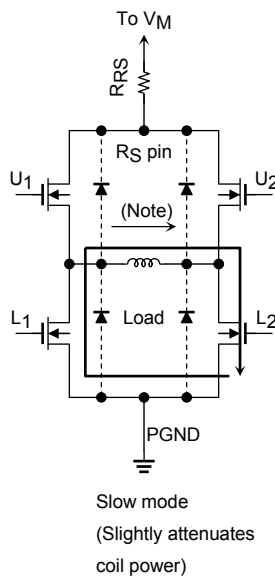 To VM
RRS
RS pin
U1
U2
(Note)
L1
Load
L2
PGND
Slow mode
(Slightly attenuates
coil power)